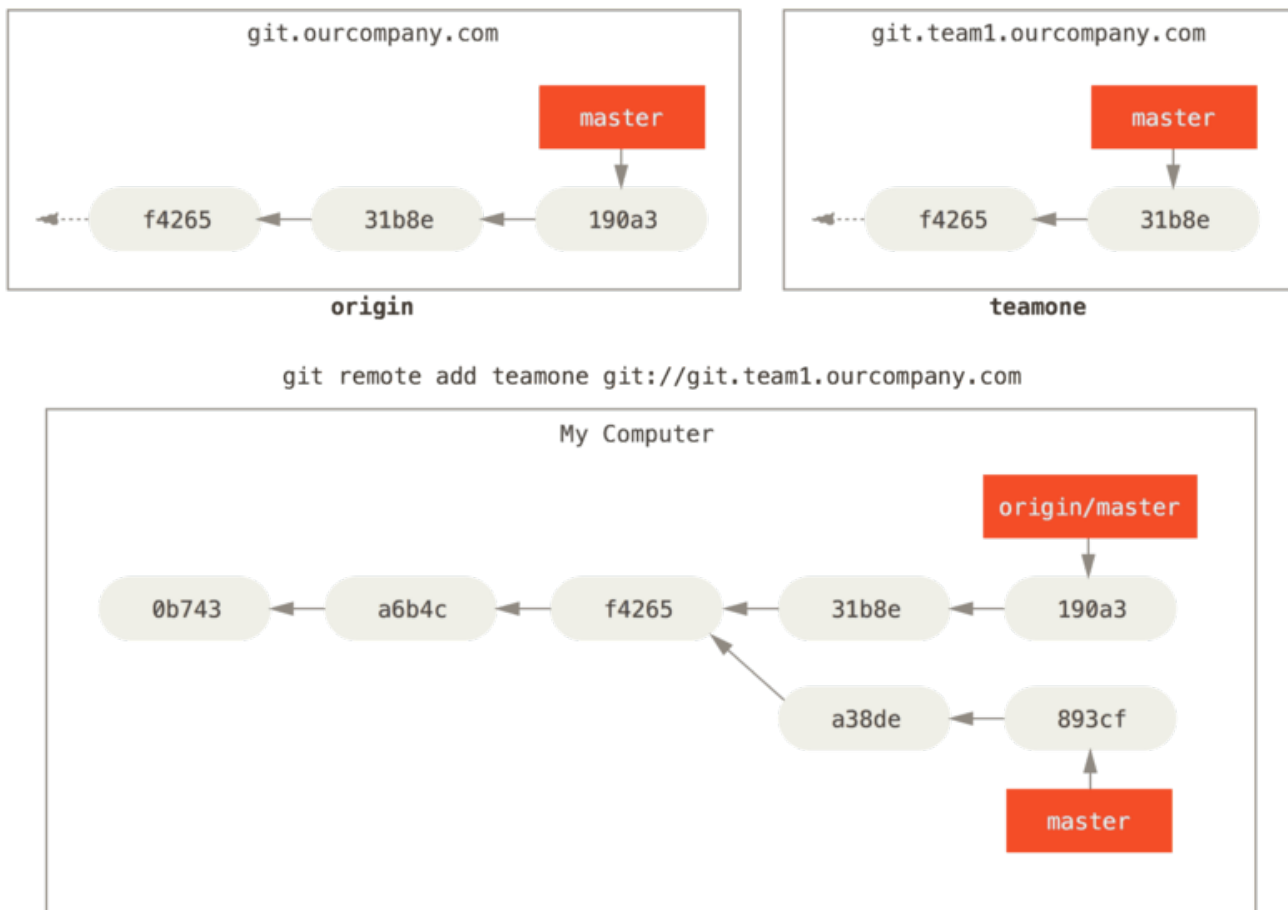 git.ourcompany.com
master
f4265 31b8e 190a3
origin
git.team1.ourcompany.com
master
f4265 31b8e
teamone
git remote add teamone git://git.team1.ourcompany.com
My Computer
origin/master
0b743 a6b4c f4265 31b8e 190a3
a38de 893cf
master